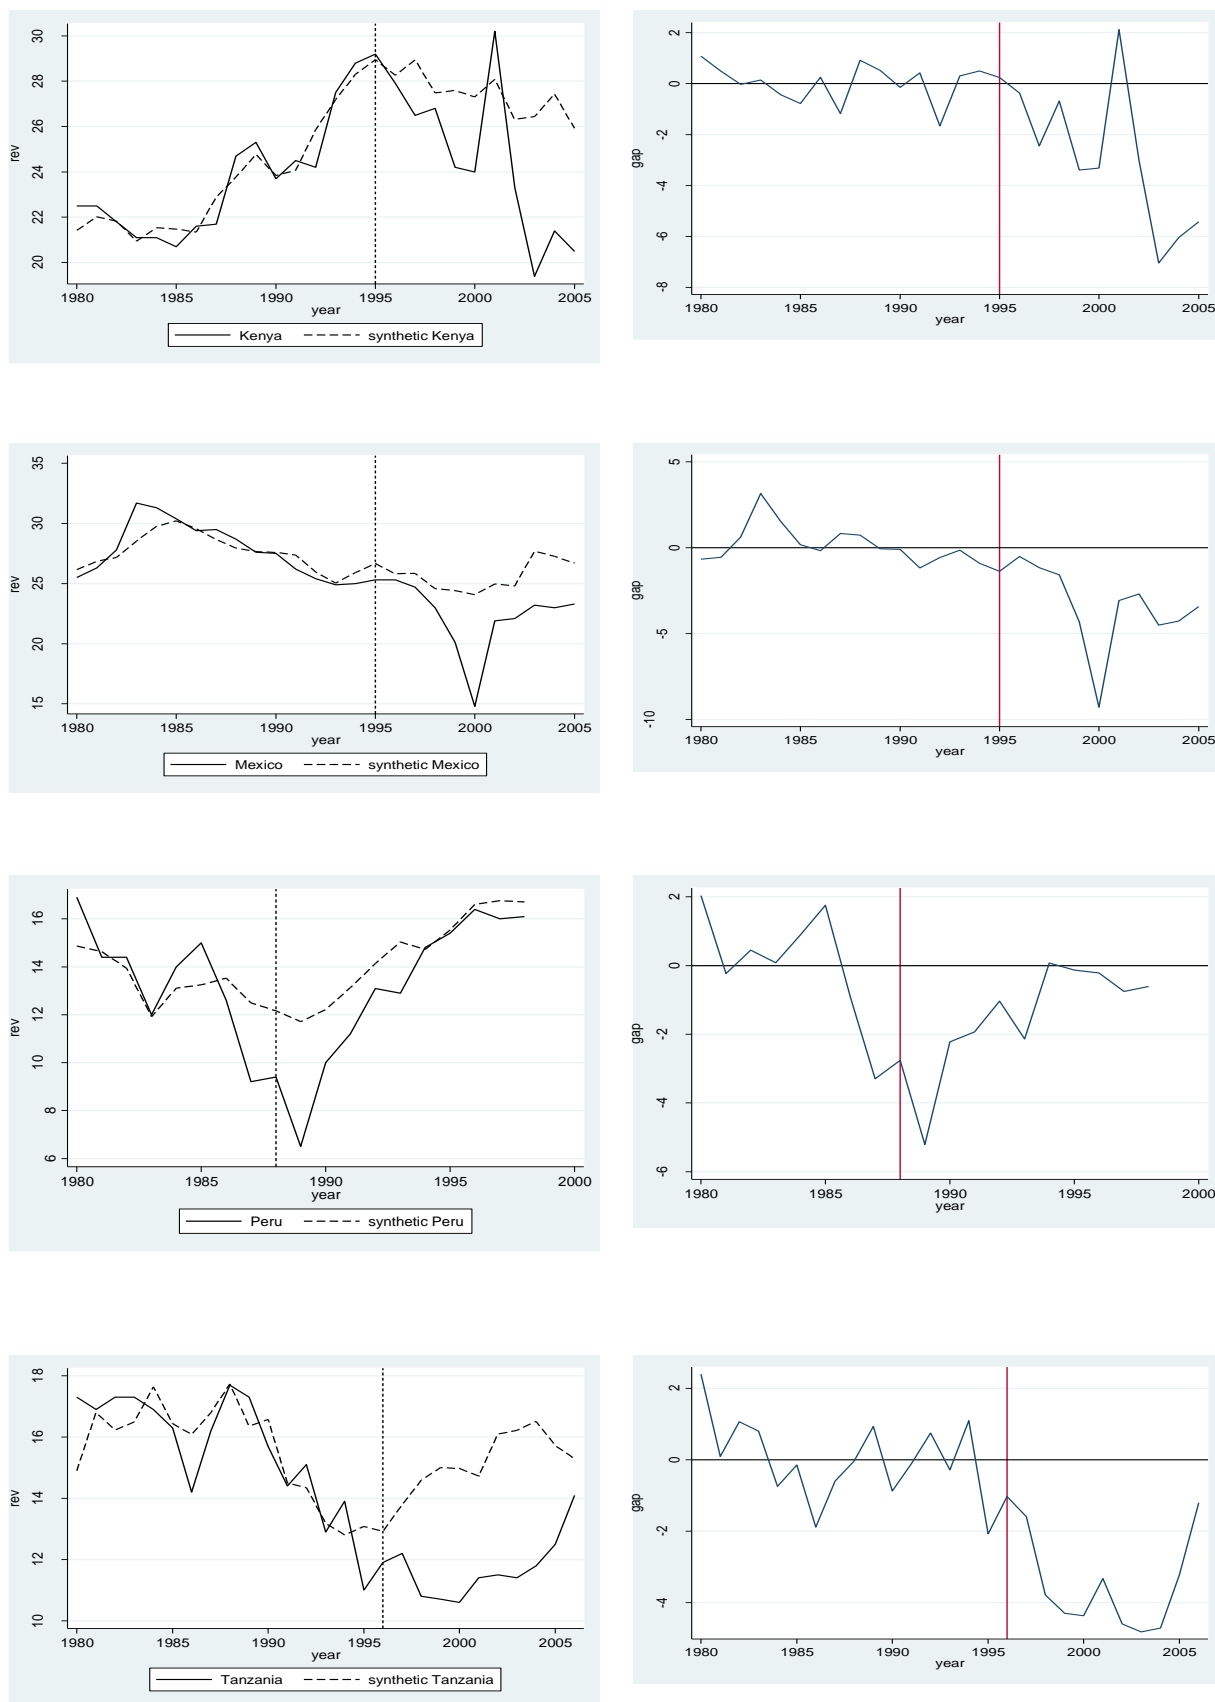 rev
30
28
26
24
22
20
1980 1985 1990 1995 2000 2005
year
Kenya synthetic Kenya
gap
2
0
-2
-4
-6
-8
1980 1985 1990 1995 2000 2005
year
rev
35
30
25
20
15
1980 1985 1990 1995 2000 2005
year
Mexico synthetic Mexico
gap
5
0
-5
-10
1980 1985 1990 1995 2000 2005
year
rev
16
14
12
10
8
6
1980 1985 1990 1995 2000
year
Peru synthetic Peru
gap
2
0
-2
-4
-6
1980 1985 1990 1995 2000
year
rev
18
16
14
12
10
1980 1985 1990 1995 2000 2005
year
Tanzania synthetic Tanzania
gap
2
0
-2
-4
1980 1985 1990 1995 2000 2005
year